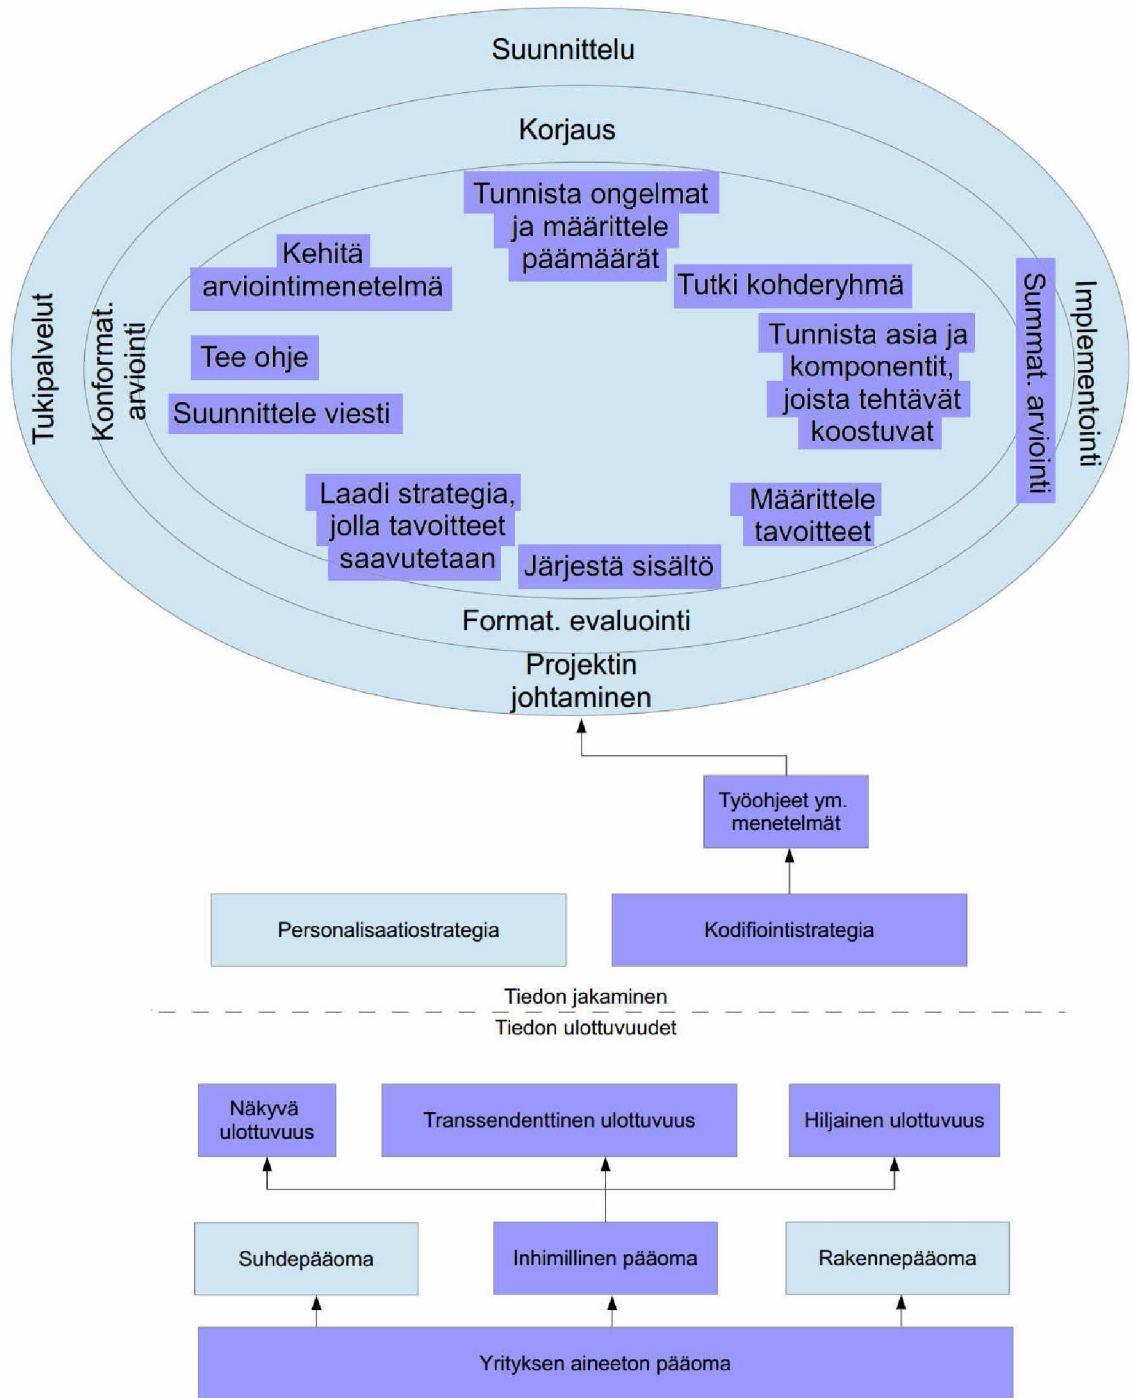 Suunnittelu
Korjaus
Tunnista ongelmat
ja määrittele
päämäärät
Kehitä
arviointimenetelmä
Tutki kohderyhmä
Tukipalvelut
Konformat.
arviointi
Tee ohje
Suunnittele viesti
Tunnista asia ja
komponentit,
joista tehtävät
koostuvat
Summat. arviointi
Implementointi
Laadi strategia,
jolla tavoitteet
saavutetaan
Määrittele
tavoitteet
Järjestä sisältö
Format. evaluointi
Projektin
johtaminen
Työohjeet ym.
menetelmät
Personalisaatiostrategia
Kodifiointistrategia
Tiedon jakaminen
Tiedon ulottuvuudet
Näkyvä
ulottuvuus
Transsendenttinen ulottuvuus
Hiljainen ulottuvuus
Suhdepääoma
Inhimillinen pääoma
Rakennepääoma
Yrityksen aineeton pääoma